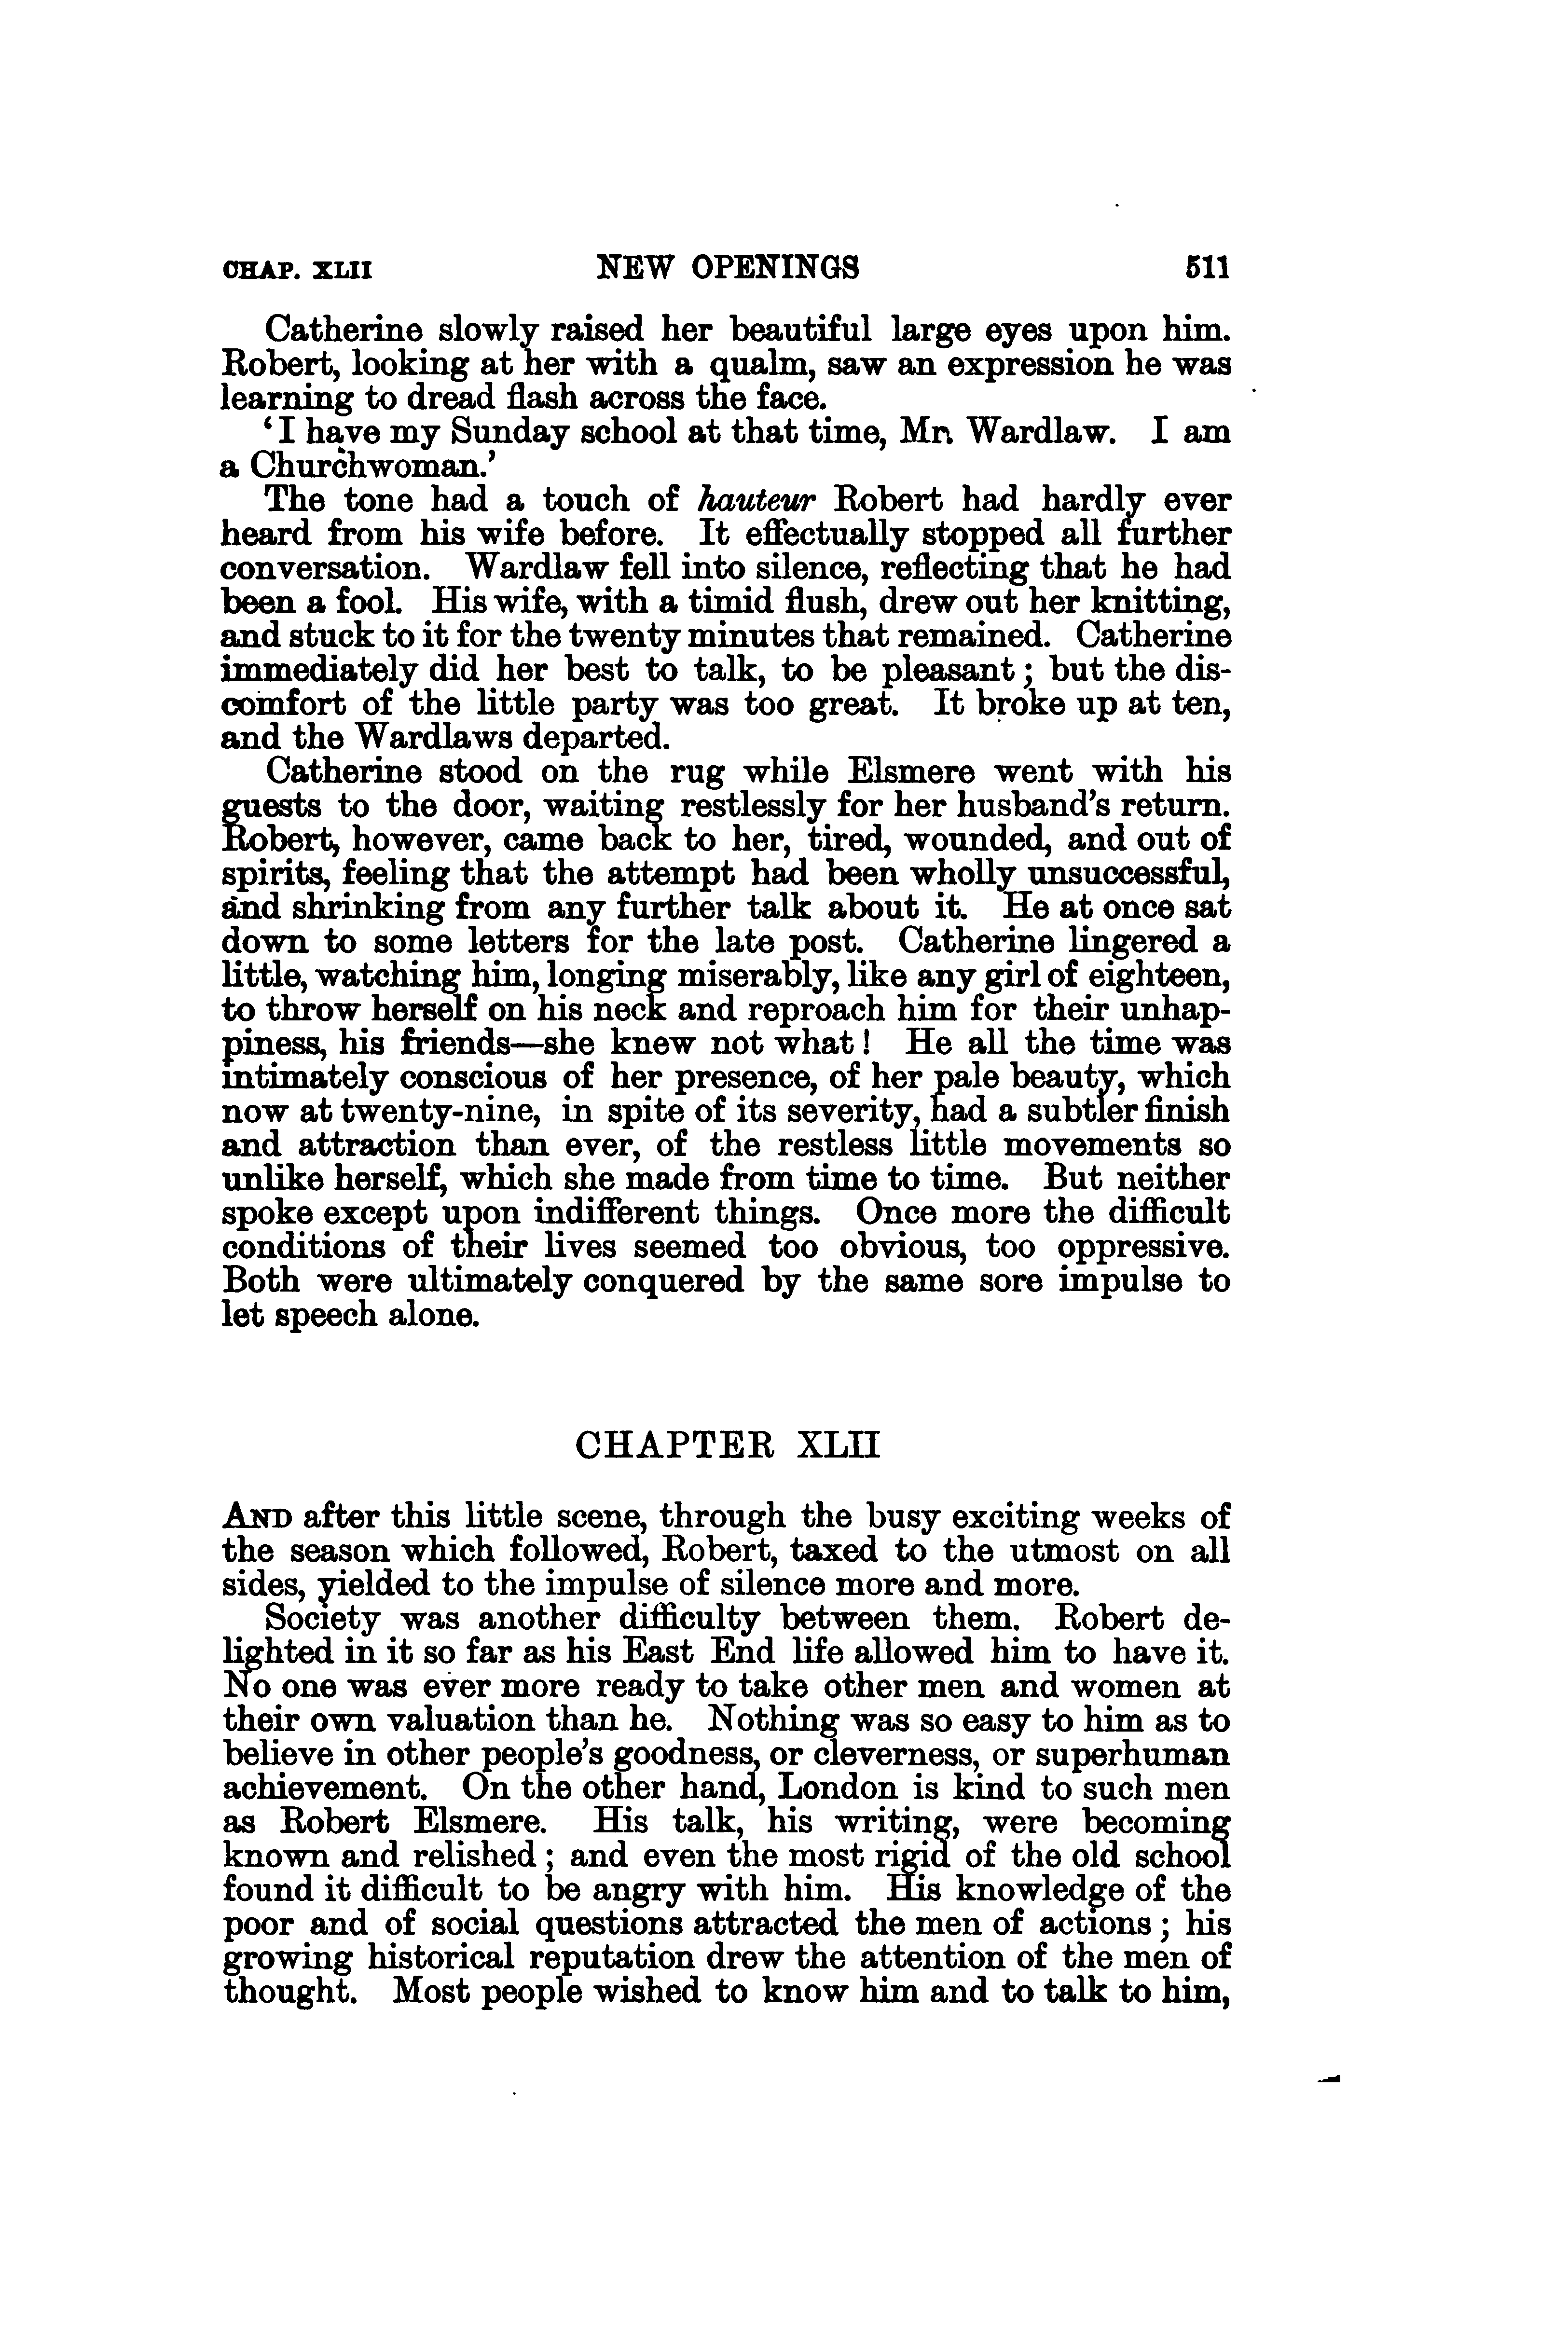 CHAP. XLII NEW OPENINGS 511
Catherine slowly raised her beautiful large eyes upon him.
Robert, looking at her with a qualm, saw an expression he was
learning to dread flash across the face.
‘I have my Sunday school at that time, Mr. Wardlaw. I am
a Churchwoman.’
The tone had a touch of hauteur Robert had hardly ever
heard from his wife before. It effectually stopped all further
conversation. Wardlaw fell into silence, reflecting that he had
been a fool. His wife, with a timid flush, drew out her knitting,
and stuck to it for the twenty minutes that remained. Catherine
immediately did her best to talk, to be pleasant; but the dis-
comfort of the little party was too great. It broke up at ten,
and the Wardlaws departed.
Catherine stood on the rug while Elsmere went with his
guests to the door, waiting restlessly for her husband’s return.
Robert, however, came back to her, tired, wounded, and out of
spirits, feeling that the attempt had been wholly unsuccessful,
and shrinking from any further talk about it. He at once sat
down to some letters for the late post. Catherine lingered a
little, watching him, longing miserably, like any girl of eighteen,
to throw herself on his neck and reproach him for their unhap-
piness, his friends—she knew not what! He all the time was
intimately conscious of her presence, of her pale beauty, which
now at twenty-nine, in spite of its severity, had a subtler finish
and attraction than ever, of the restless little movements so
unlike herself, which she made from time to time. But neither
spoke except upon indifferent things. Once more the difficult
conditions of their lives seemed too obvious, too oppressive.
Both were ultimately conquered by the same sore impulse to
let speech alone.
CHAPTER XLII
AND after this little scene, through the busy exciting weeks of
the season which followed, Robert, taxed to the utmost on all
sides, yielded to the impulse of silence more and more.
Society was another difficulty between them. Robert de-
lighted in it so far as his East End life allowed him to have it.
No one was ever more ready to take other men and women at
their own valuation than he. Nothing was so easy to him as to
believe in other people’s goodness, or cleverness, or superhuman
achievement. On the other hand, London is kind to such men
as Robert Elsmere. His talk, his writing, were becoming
known and relished; and even the most rigid of the old school
found it difficult to be angry with him. His knowledge of the
poor and of social questions attracted the men of actions; his
growing historical reputation drew the attention of the men of
thought. Most people wished to know him and to talk to him,